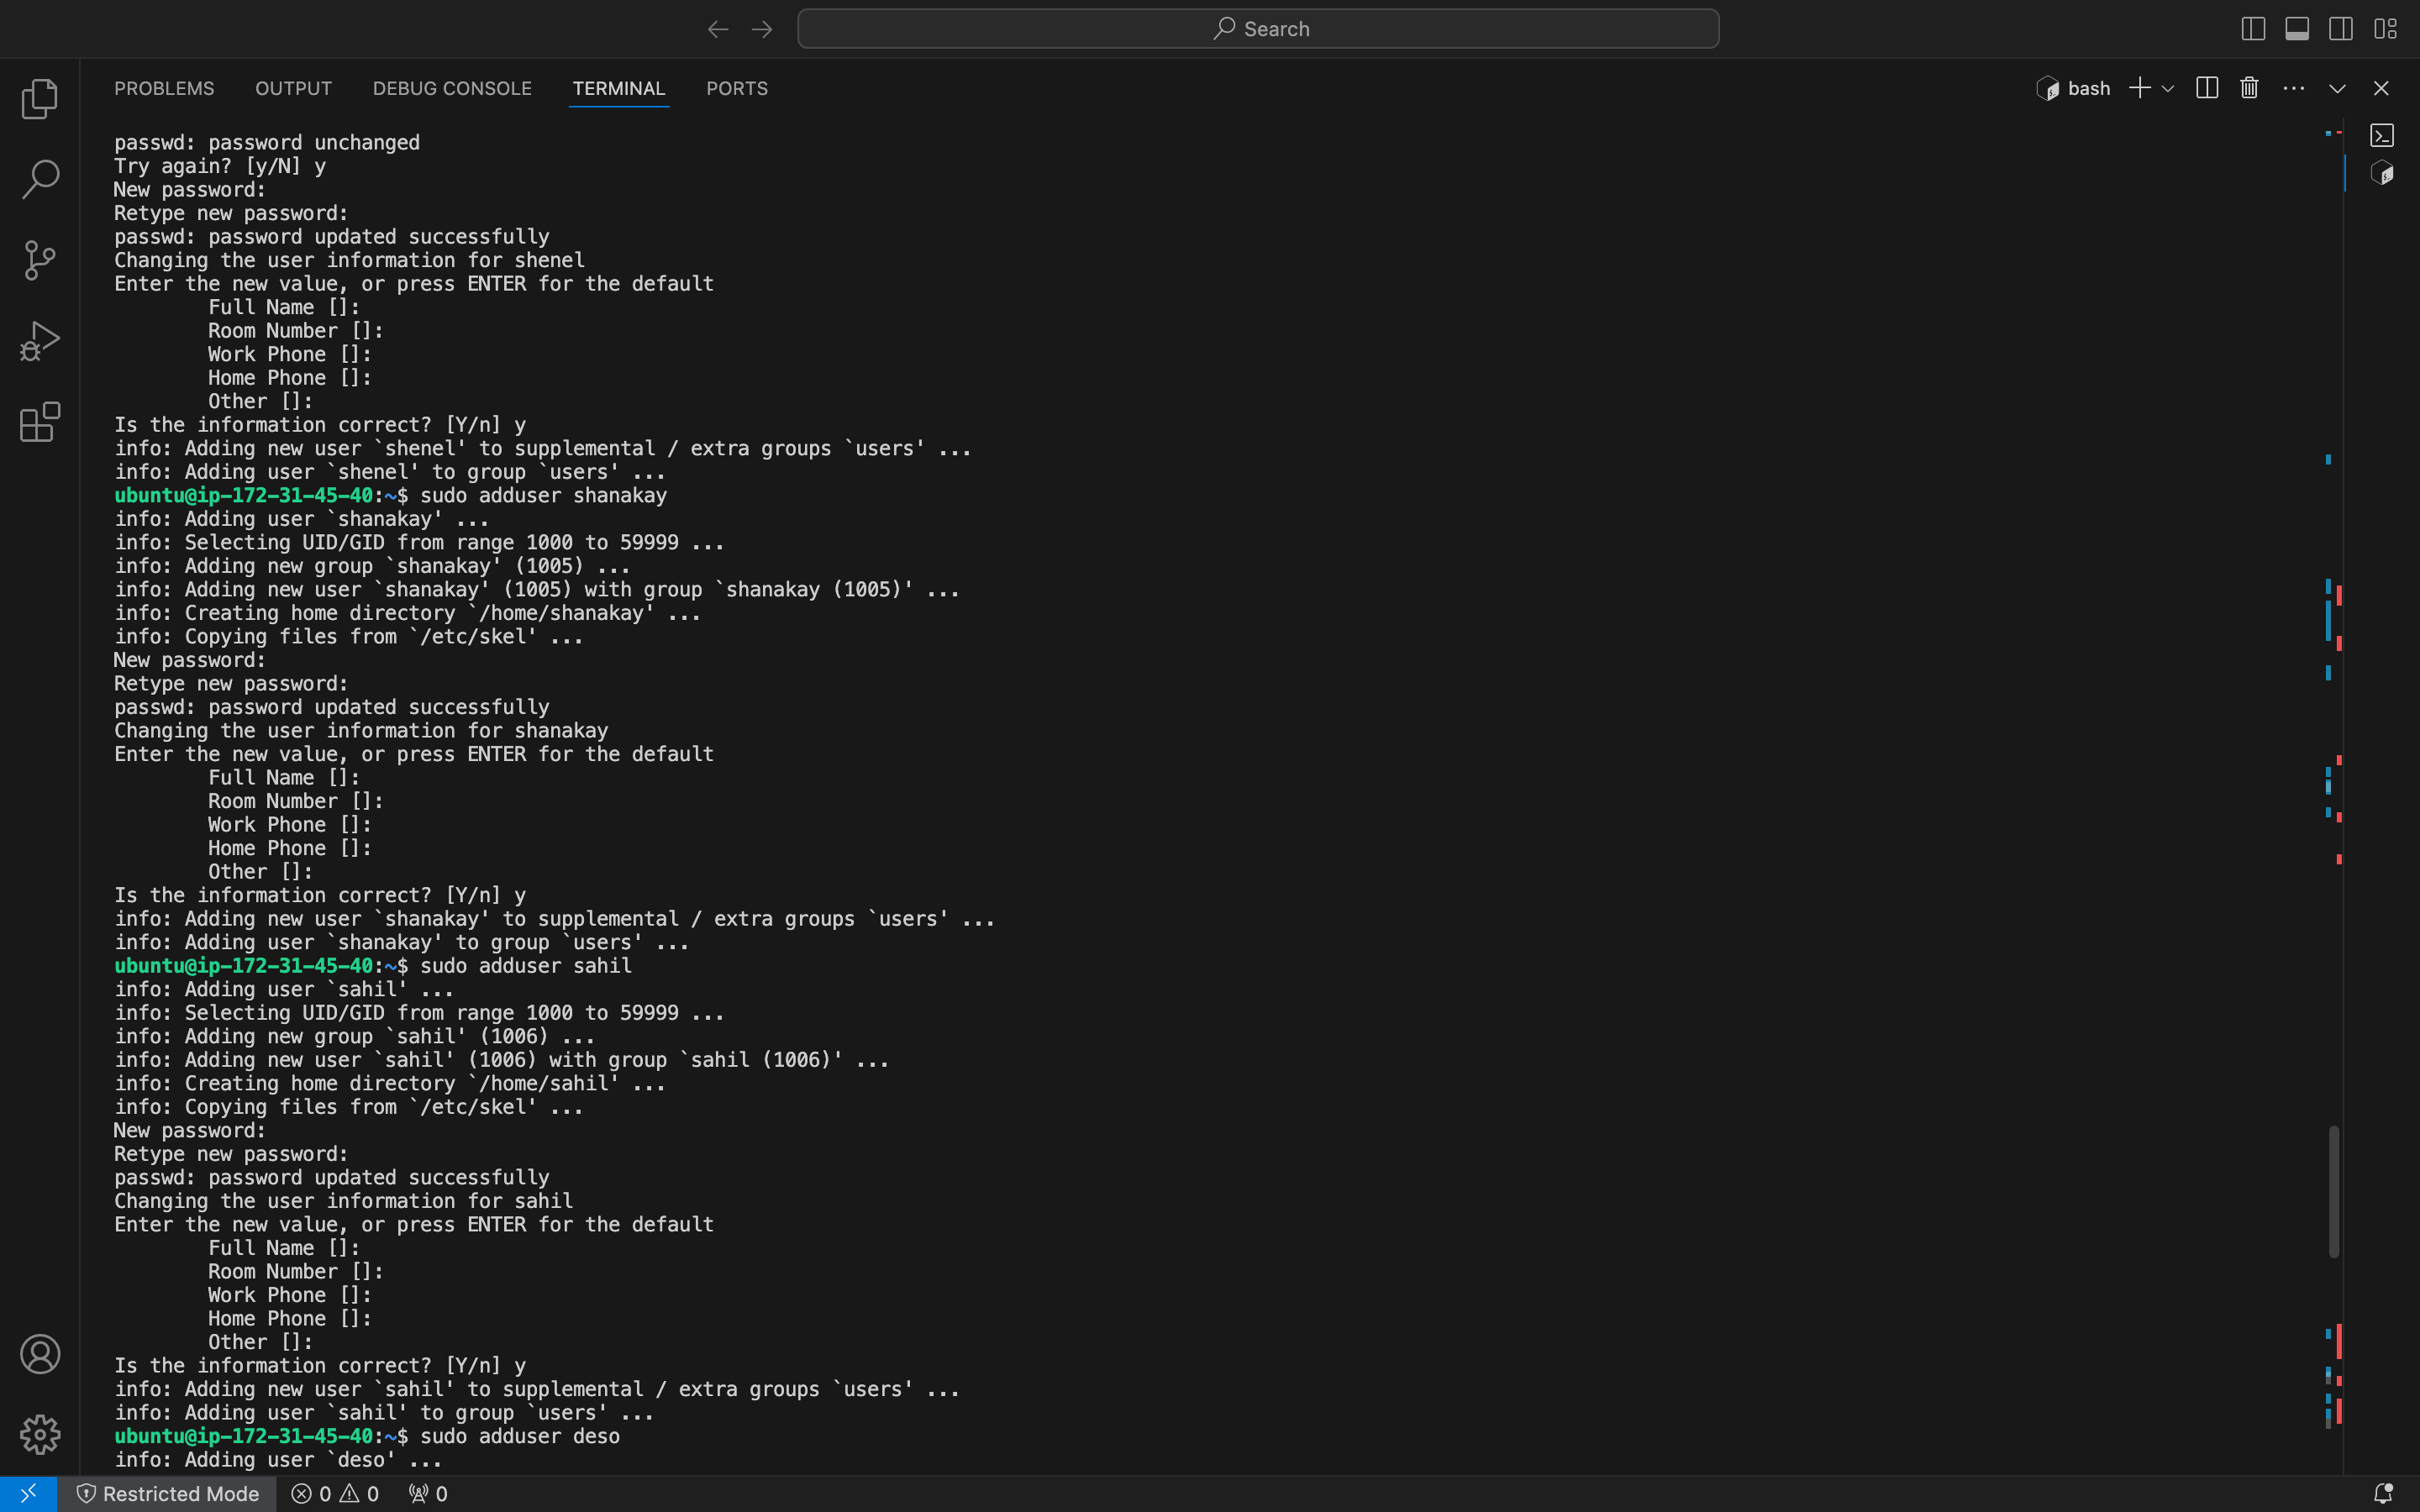 Search
PROBLEMS OUTPUT DEBUG CONSOLE TERMINAL PORTS bash
passwd: password unchanged
Try again? [y/N] y
New password:
Retype new password:
passwd: password updated successfully
Changing the user information for shenel
Enter the new value, or press ENTER for the default
        Full Name []:
        Room Number []:
        Work Phone []:
        Home Phone []:
        Other []:
Is the information correct? [Y/n] y
info: Adding new user `shenel' to supplemental / extra groups `users' ...
info: Adding user `shenel' to group `users' ...
ubuntu@ip-172-31-45-40:~$ sudo adduser shanakay
info: Adding user `shanakay' ...
info: Selecting UID/GID from range 1000 to 59999 ...
info: Adding new group `shanakay' (1005) ...
info: Adding new user `shanakay' (1005) with group `shanakay (1005)' ...
info: Creating home directory `/home/shanakay' ...
info: Copying files from `/etc/skel' ...
New password:
Retype new password:
passwd: password updated successfully
Changing the user information for shanakay
Enter the new value, or press ENTER for the default
        Full Name []:
        Room Number []:
        Work Phone []:
        Home Phone []:
        Other []:
Is the information correct? [Y/n] y
info: Adding new user `shanakay' to supplemental / extra groups `users' ...
info: Adding user `shanakay' to group `users' ...
ubuntu@ip-172-31-45-40:~$ sudo adduser sahil
info: Adding user `sahil' ...
info: Selecting UID/GID from range 1000 to 59999 ...
info: Adding new group `sahil' (1006) ...
info: Adding new user `sahil' (1006) with group `sahil (1006)' ...
info: Creating home directory `/home/sahil' ...
info: Copying files from `/etc/skel' ...
New password:
Retype new password:
passwd: password updated successfully
Changing the user information for sahil
Enter the new value, or press ENTER for the default
        Full Name []:
        Room Number []:
        Work Phone []:
        Home Phone []:
        Other []:
Is the information correct? [Y/n] y
info: Adding new user `sahil' to supplemental / extra groups `users' ...
info: Adding user `sahil' to group `users' ...
ubuntu@ip-172-31-45-40:~$ sudo adduser deso
info: Adding user `deso' ...
Restricted Mode 0 0 0